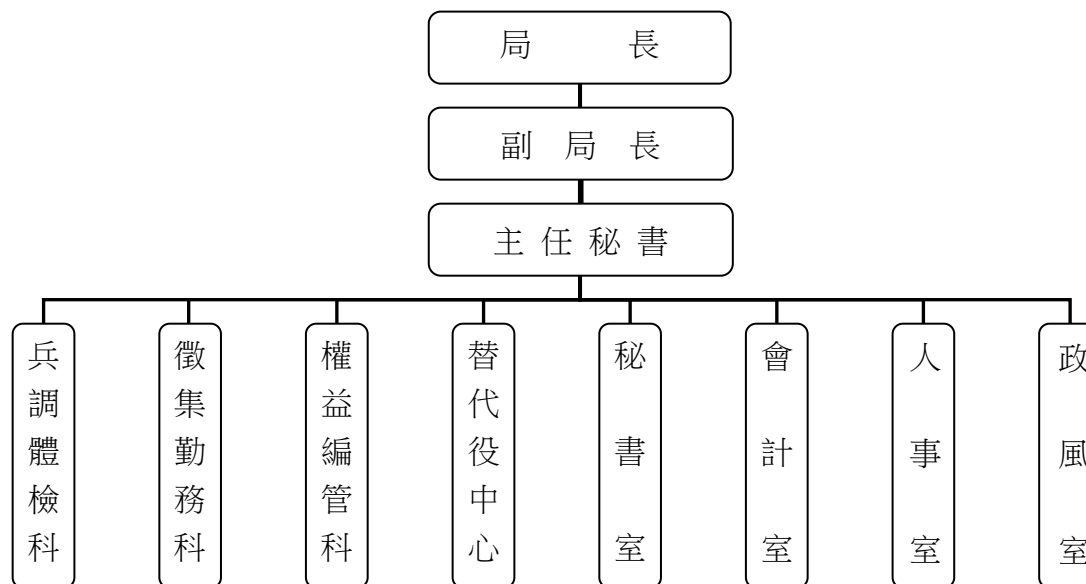 局長
副局長
主任秘書
兵調體檢科
徵集勤務科
權益編管科
替代役中心
秘書室
會計室
人事室
政風室